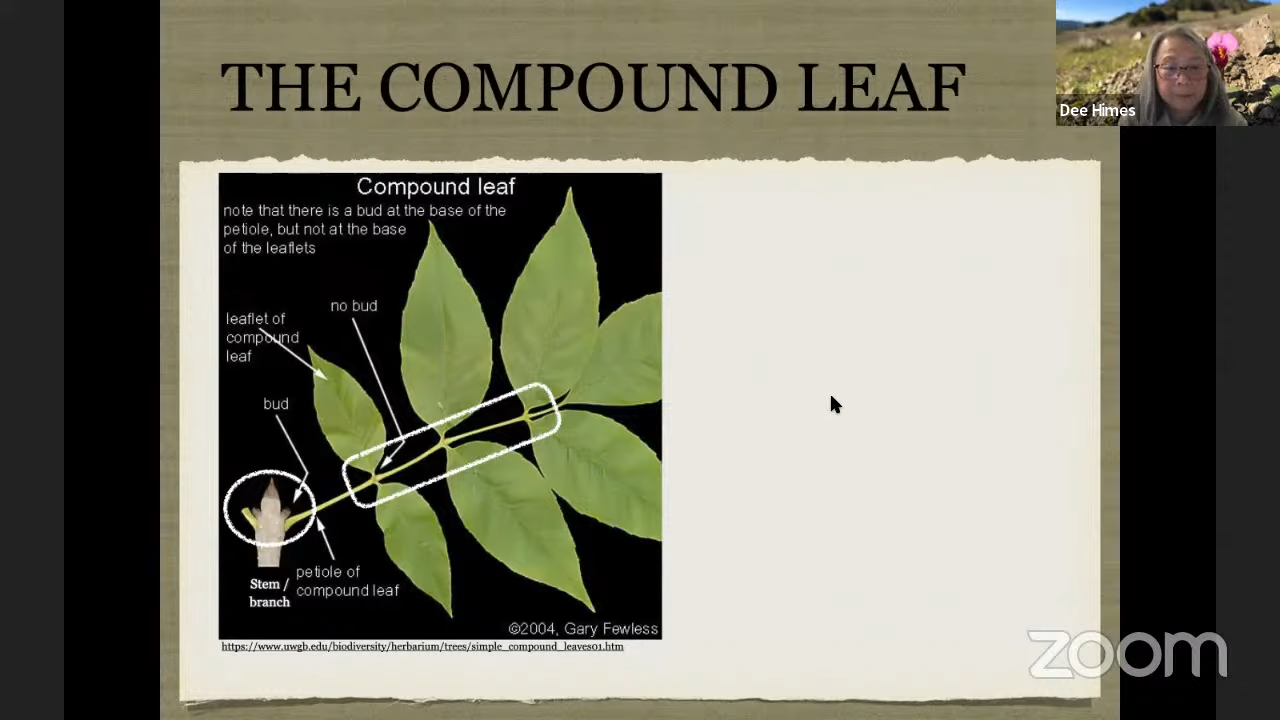 THE COMPOUND LEAF
Dee Himes
Compound leaf
note that there is a bud at the base of the
petiole, but not at the base
of the leaflets
no bud
leaflet of
compound
leaf
bud
petiole of
compound leaf
Stem /
branch
©2004, Gary Fewless
https://www.uwgb.edu/biodiversity/herbarium/trees/simple_compound_leaves01.htm
zoom